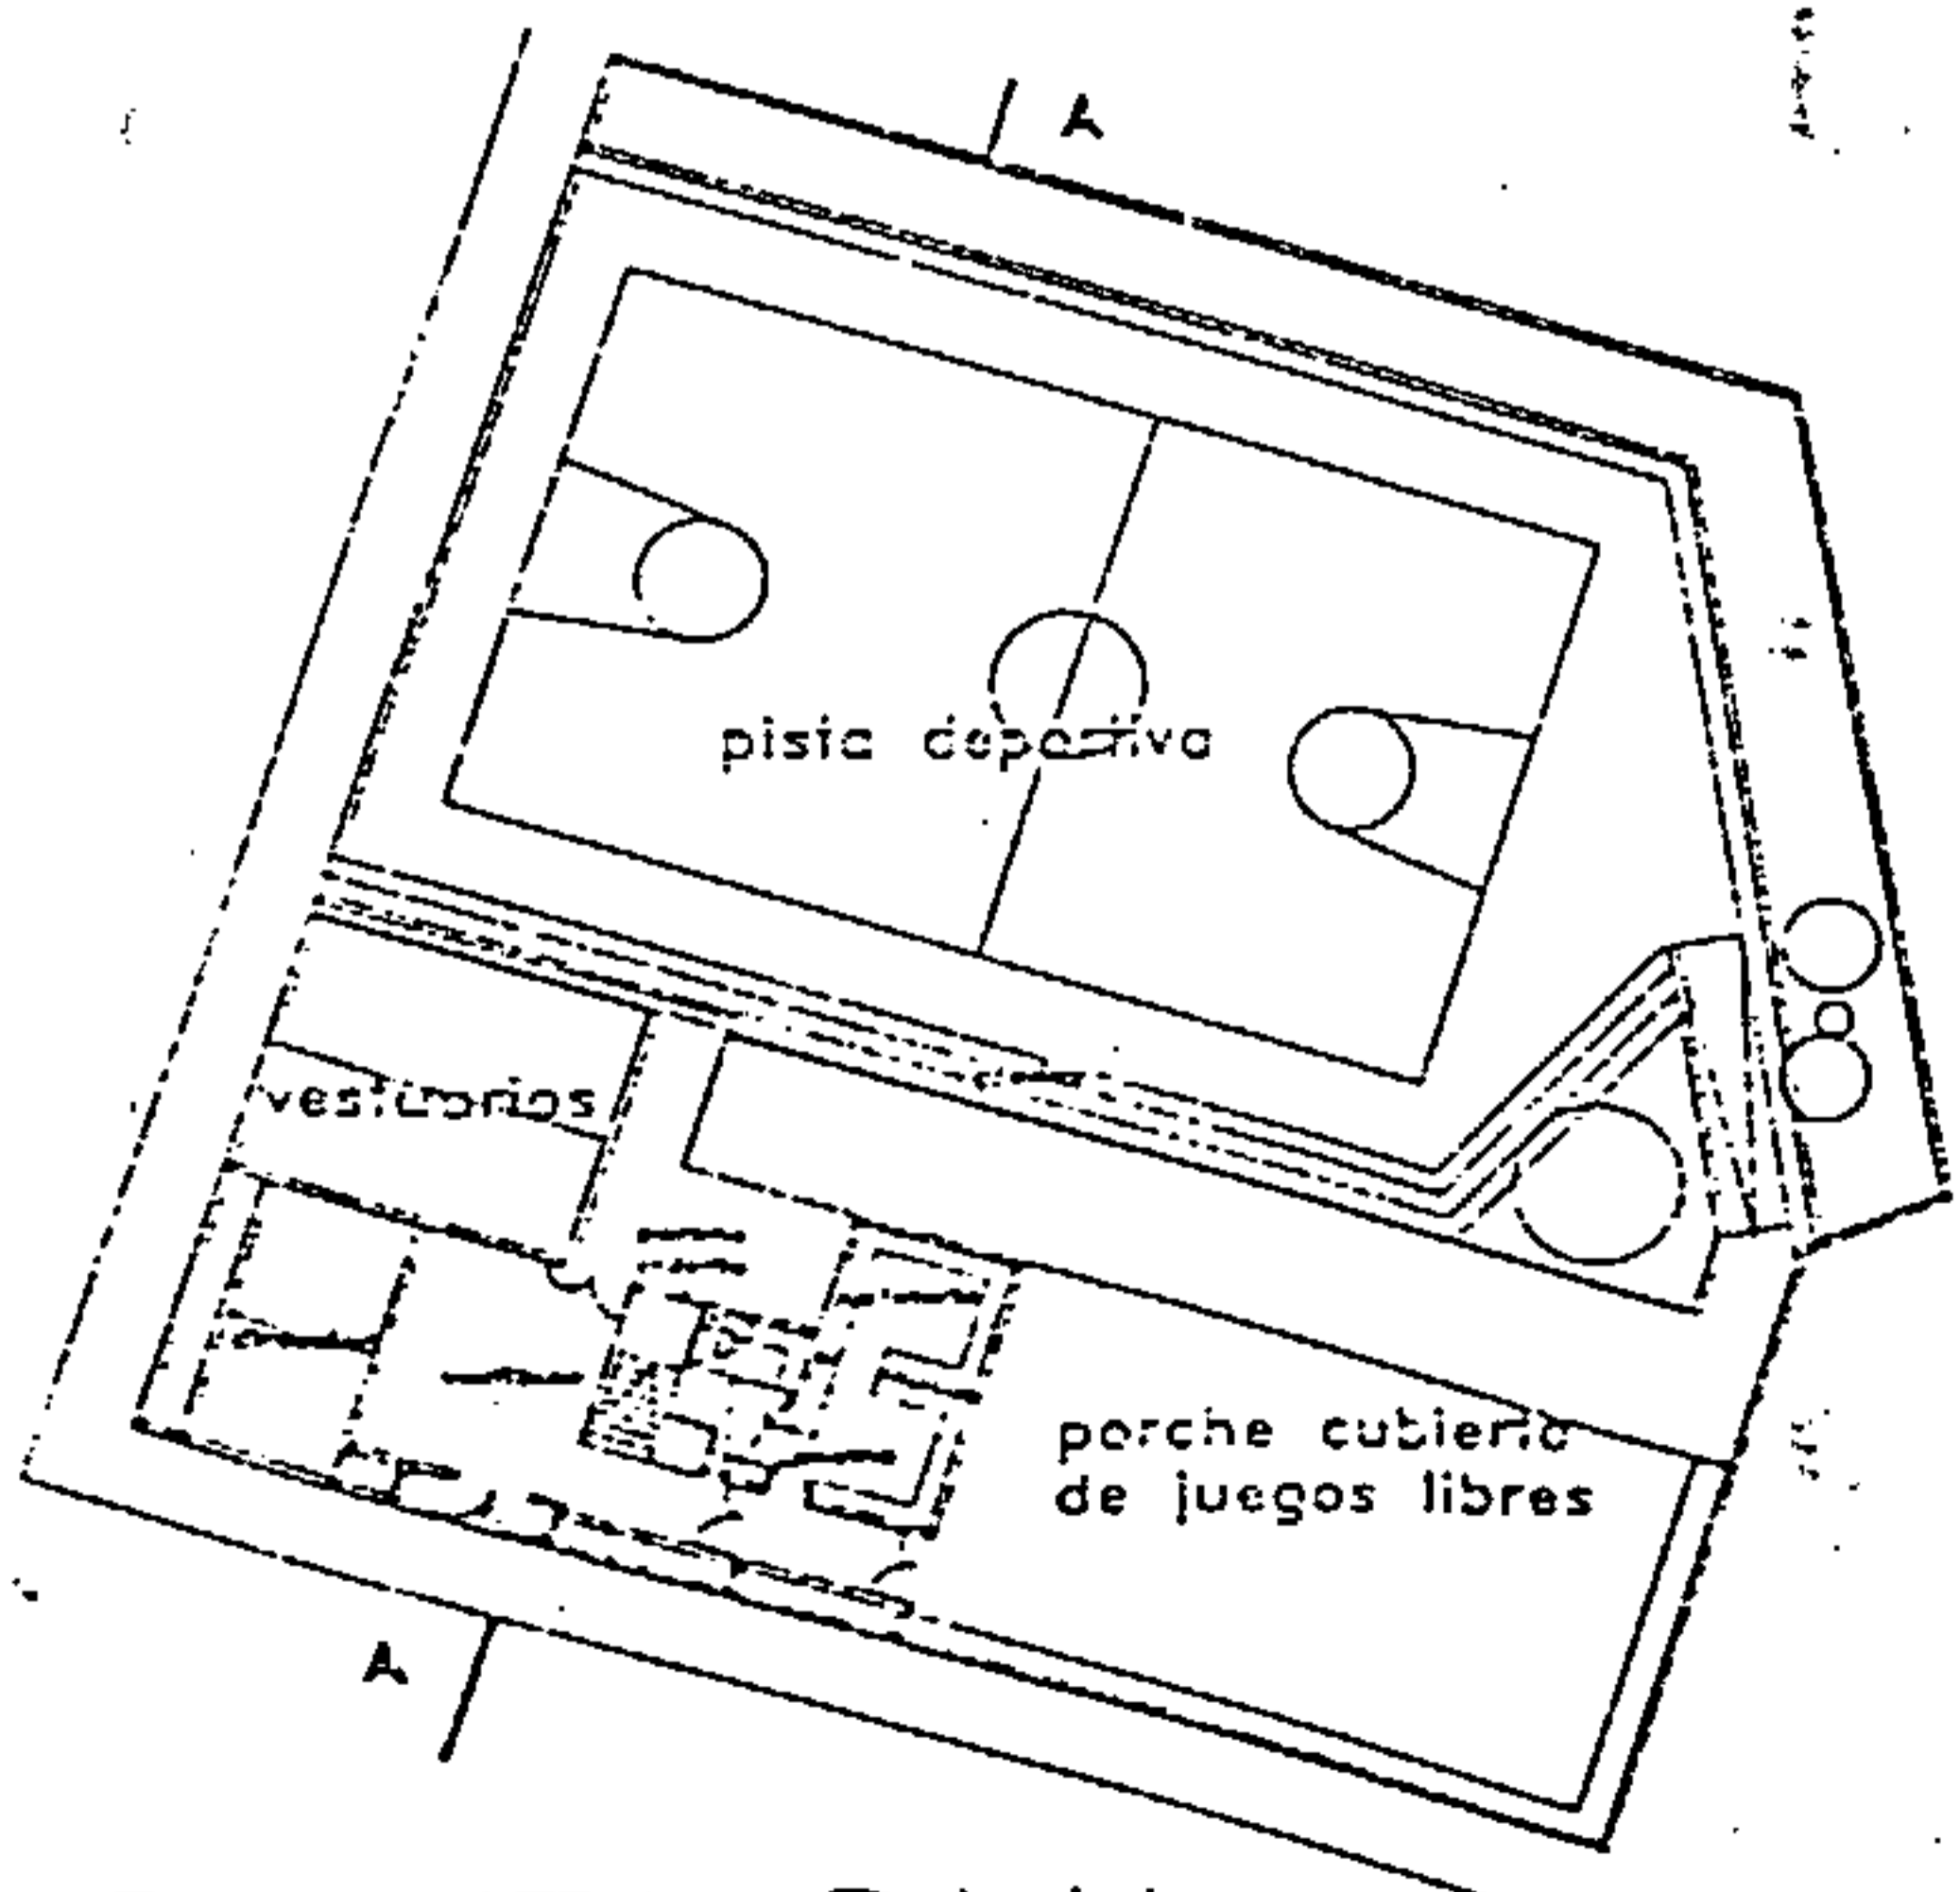 A
pista deportiva
vestuarios
porche cubierto
de juegos libres
A